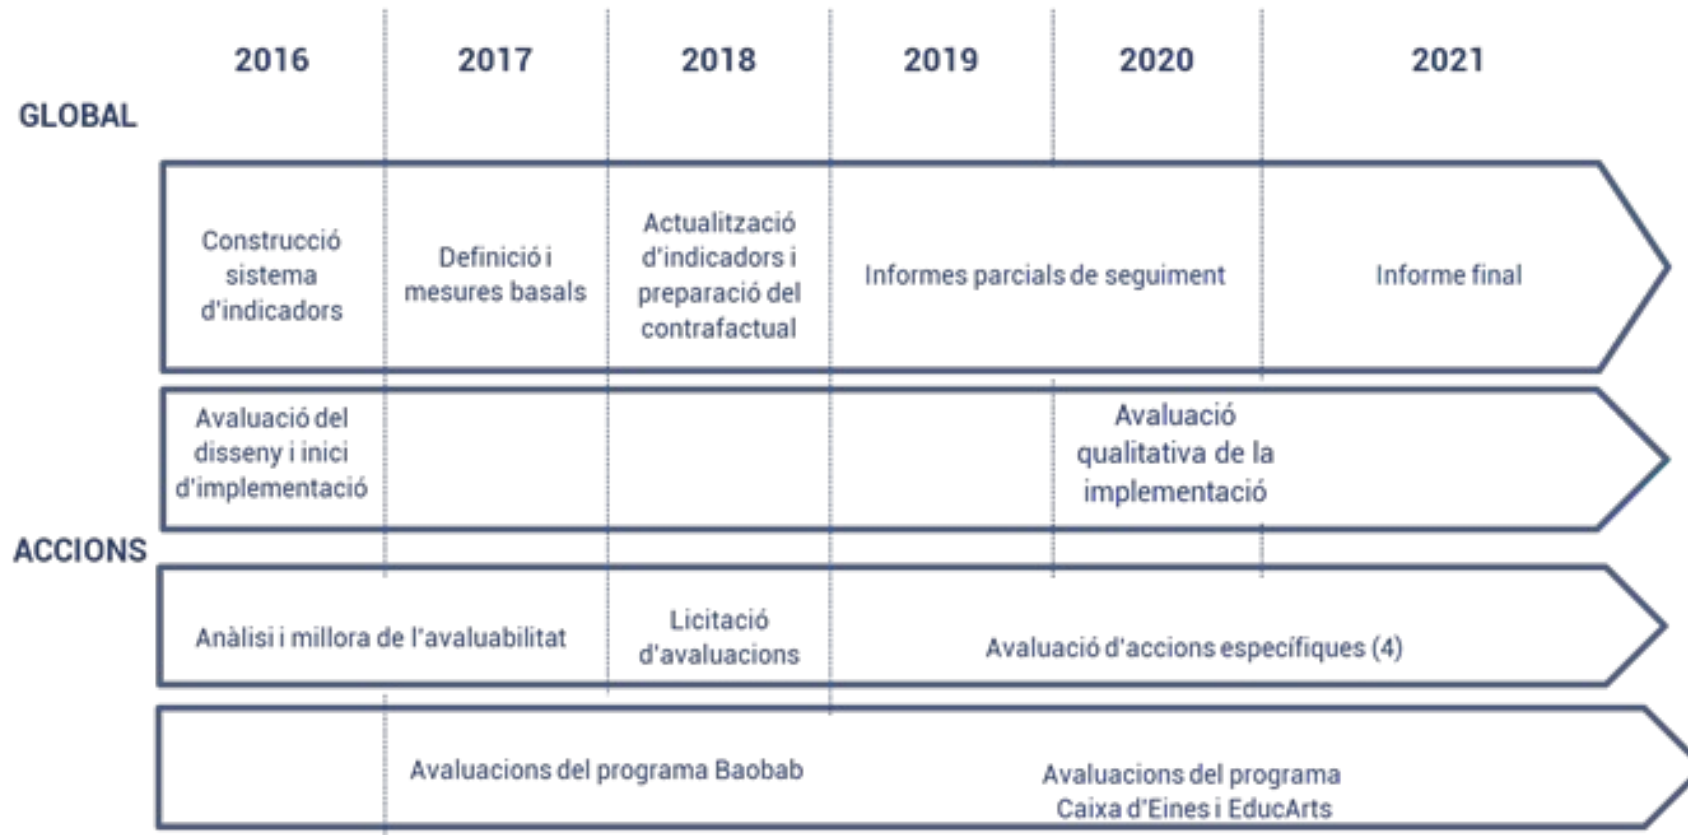 2016
2017
2018
2019
2020
2021
GLOBAL
Construcció
sistema
d'indicadors
Definició i
mesures basals
Actualització
d'indicadors i
preparació del
contrafactual
Informes parcials de seguiment
Informe final
Avaluació del
disseny i inici
d'implementació
Avaluació
qualitativa de la
implementació
ACCIONS
Anàlisi i millora de l'avaluabilitat
Licitació
d'avaluacions
Avaluació d'accions específiques (4)
Avaluacions del programa Baobab
Avaluacions del programa
Caixa d'Eines i EducArts